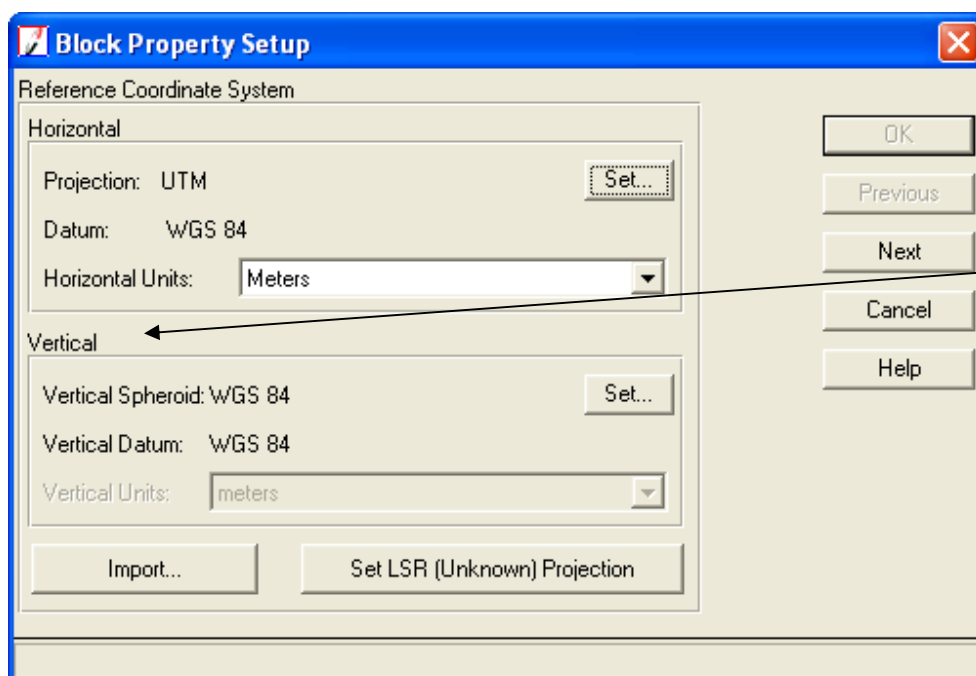 Block Property Setup
Reference Coordinate System
Horizontal
Projection: UTM
Set...
Datum: WGS 84
Horizontal Units: Meters
Vertical
Vertical Spheroid: WGS 84
Set...
Vertical Datum: WGS 84
Vertical Units: meters
Import...
Set LSR (Unknown) Projection
OK
Previous
Next
Cancel
Help